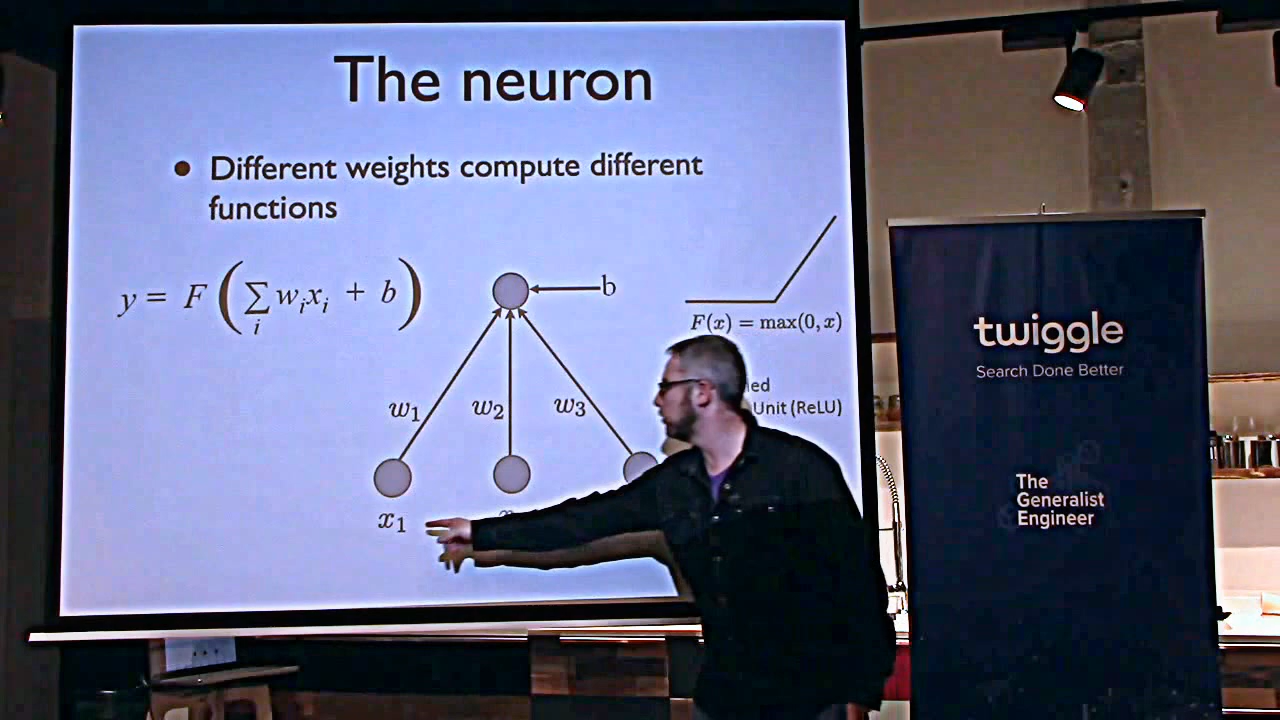 The neuron
• Different weights compute different
functions
y = F ( ∑ᵢ wᵢxᵢ + b )
b
F(x) = max(0, x)
Unit (ReLU)
w₁
w₂
w₃
x₁
twiggle
Search Done Better
The
Generalist
Engineer